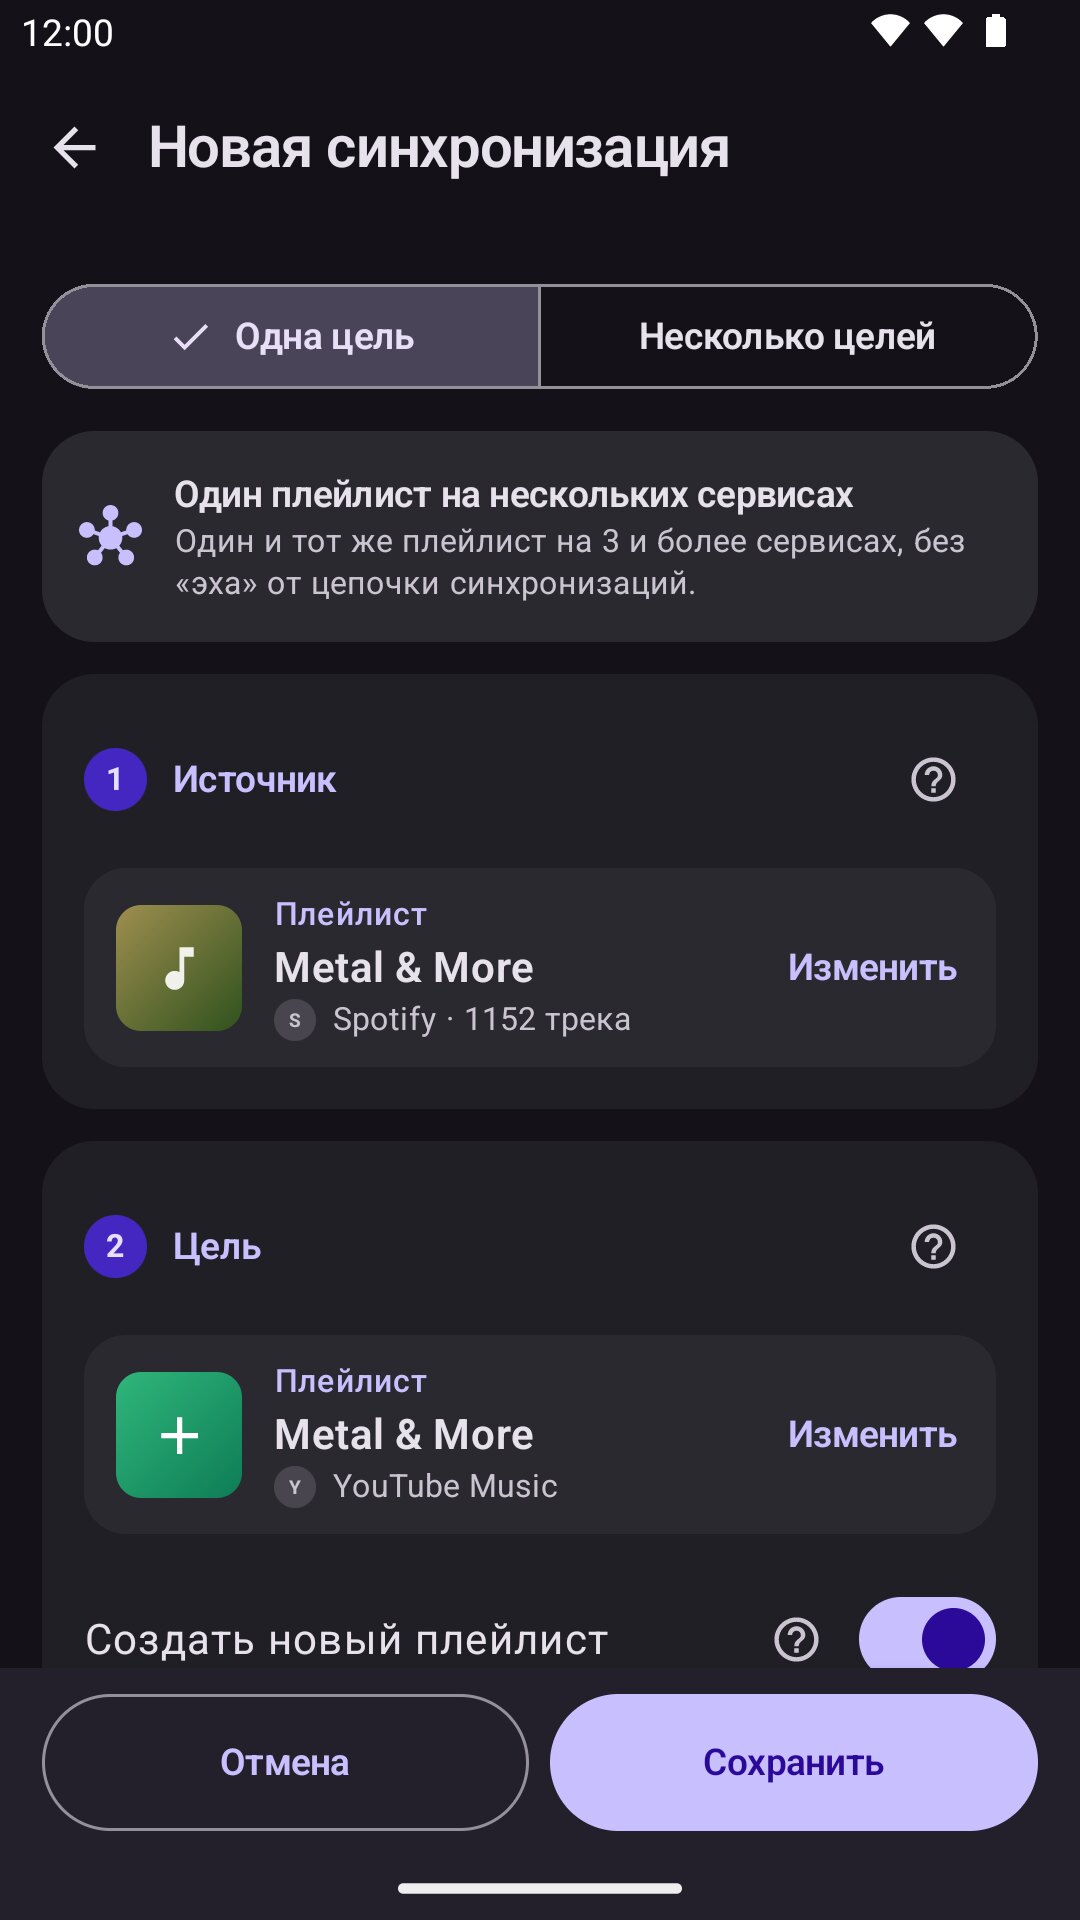 12:00
Новая синхронизация
Одна цель
Несколько целей
Один плейлист на нескольких сервисах
Один и тот же плейлист на 3 и более сервисах, без
«эха» от цепочки синхронизаций.
1 Источник
Плейлист
Metal & More
Изменить
S Spotify · 1152 трека
2 Цель
Плейлист
Metal & More
Изменить
Y YouTube Music
Создать новый плейлист
Отмена
Сохранить